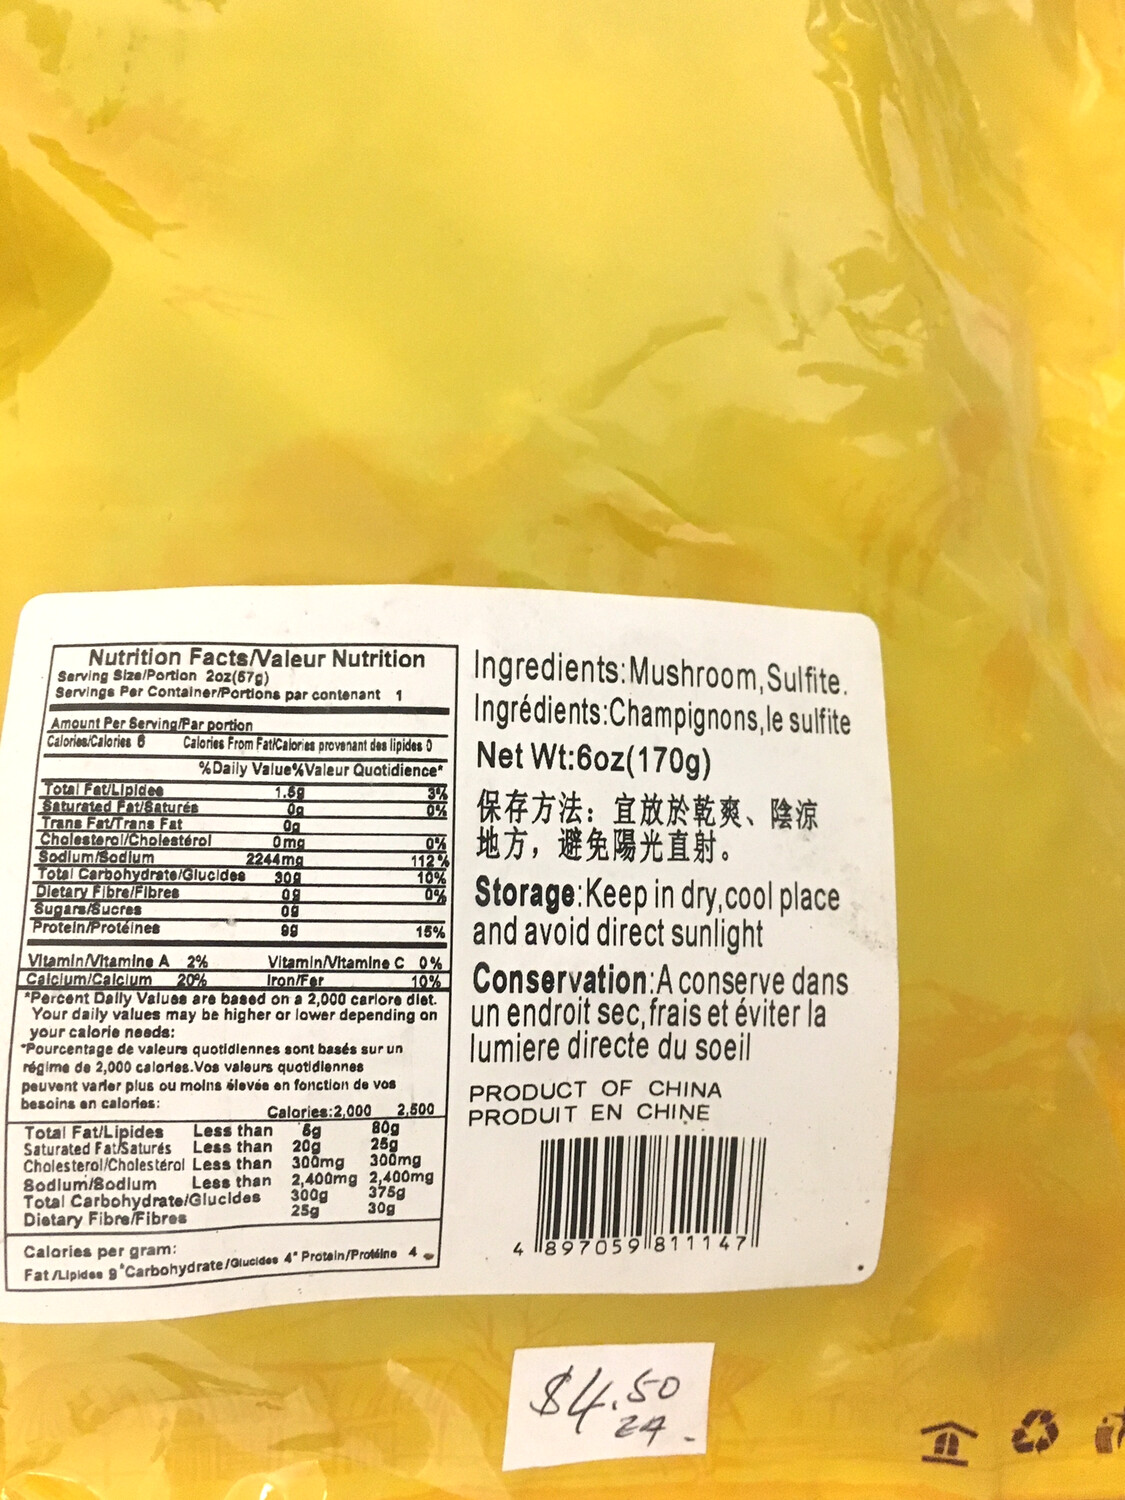 Nutrition Facts/Valeur Nutrition
Serving Size/Portion 2oz(57g)
Servings Per Container/Portions par contenant 1
Amount Per Serving/Par portion
Calories/Calories 6 Calories From Fat/Calories provenant des lipides 0
%Daily Value%Valeur Quotidience*
Total Fat/Lipides 1.5g 3%
Saturated Fat/Saturés 0g 0%
Trans Fat/Trans Fat 0g
Cholesterol/Cholestérol 0mg 0%
Sodium/Sodium 2244mg 112%
Total Carbohydrate/Glucides 30g 10%
Dietary Fibre/Fibres 0g 0%
Sugars/Sucres 0g
Protein/Protéines 9g 15%
Vitamin/Vitamine A 2% Vitamin/Vitamine C 0%
Calcium/Calcium 20% Iron/Fer 10%
*Percent Daily Values are based on a 2,000 carlore diet.
Your daily values may be higher or lower depending on
your calorie needs:
*Pourcentage de valeurs quotidiennes sont basés sur un
régime de 2,000 calories.Vos valeurs quotidiennes
peuvent varier plus ou moins élevée en fonction de vos
besoins en calories:
Calories:2,000 2,500
Total Fat/Lipides Less than 5g 80g
Saturated Fat/Saturés Less than 20g 25g
Cholesterol/Cholestérol Less than 300mg 300mg
Sodium/Sodium Less than 2,400mg 2,400mg
Total Carbohydrate/Glucides 300g 375g
Dietary Fibre/Fibres 25g 30g
Calories per gram:
Fat/Lipides 9*Carbohydrate/Glucides 4* Protein/Protéine 4
Ingredients:Mushroom,Sulfite.
Ingrédients:Champignons,le sulfite
Net Wt:6oz(170g)
保存方法：宜放於乾爽、陰涼
地方，避免陽光直射。
Storage:Keep in dry,cool place
and avoid direct sunlight
Conservation:A conserve dans
un endroit sec,frais et éviter la
lumiere directe du soeil
PRODUCT OF CHINA
PRODUIT EN CHINE
4 897059 811147
$4.50
EA.